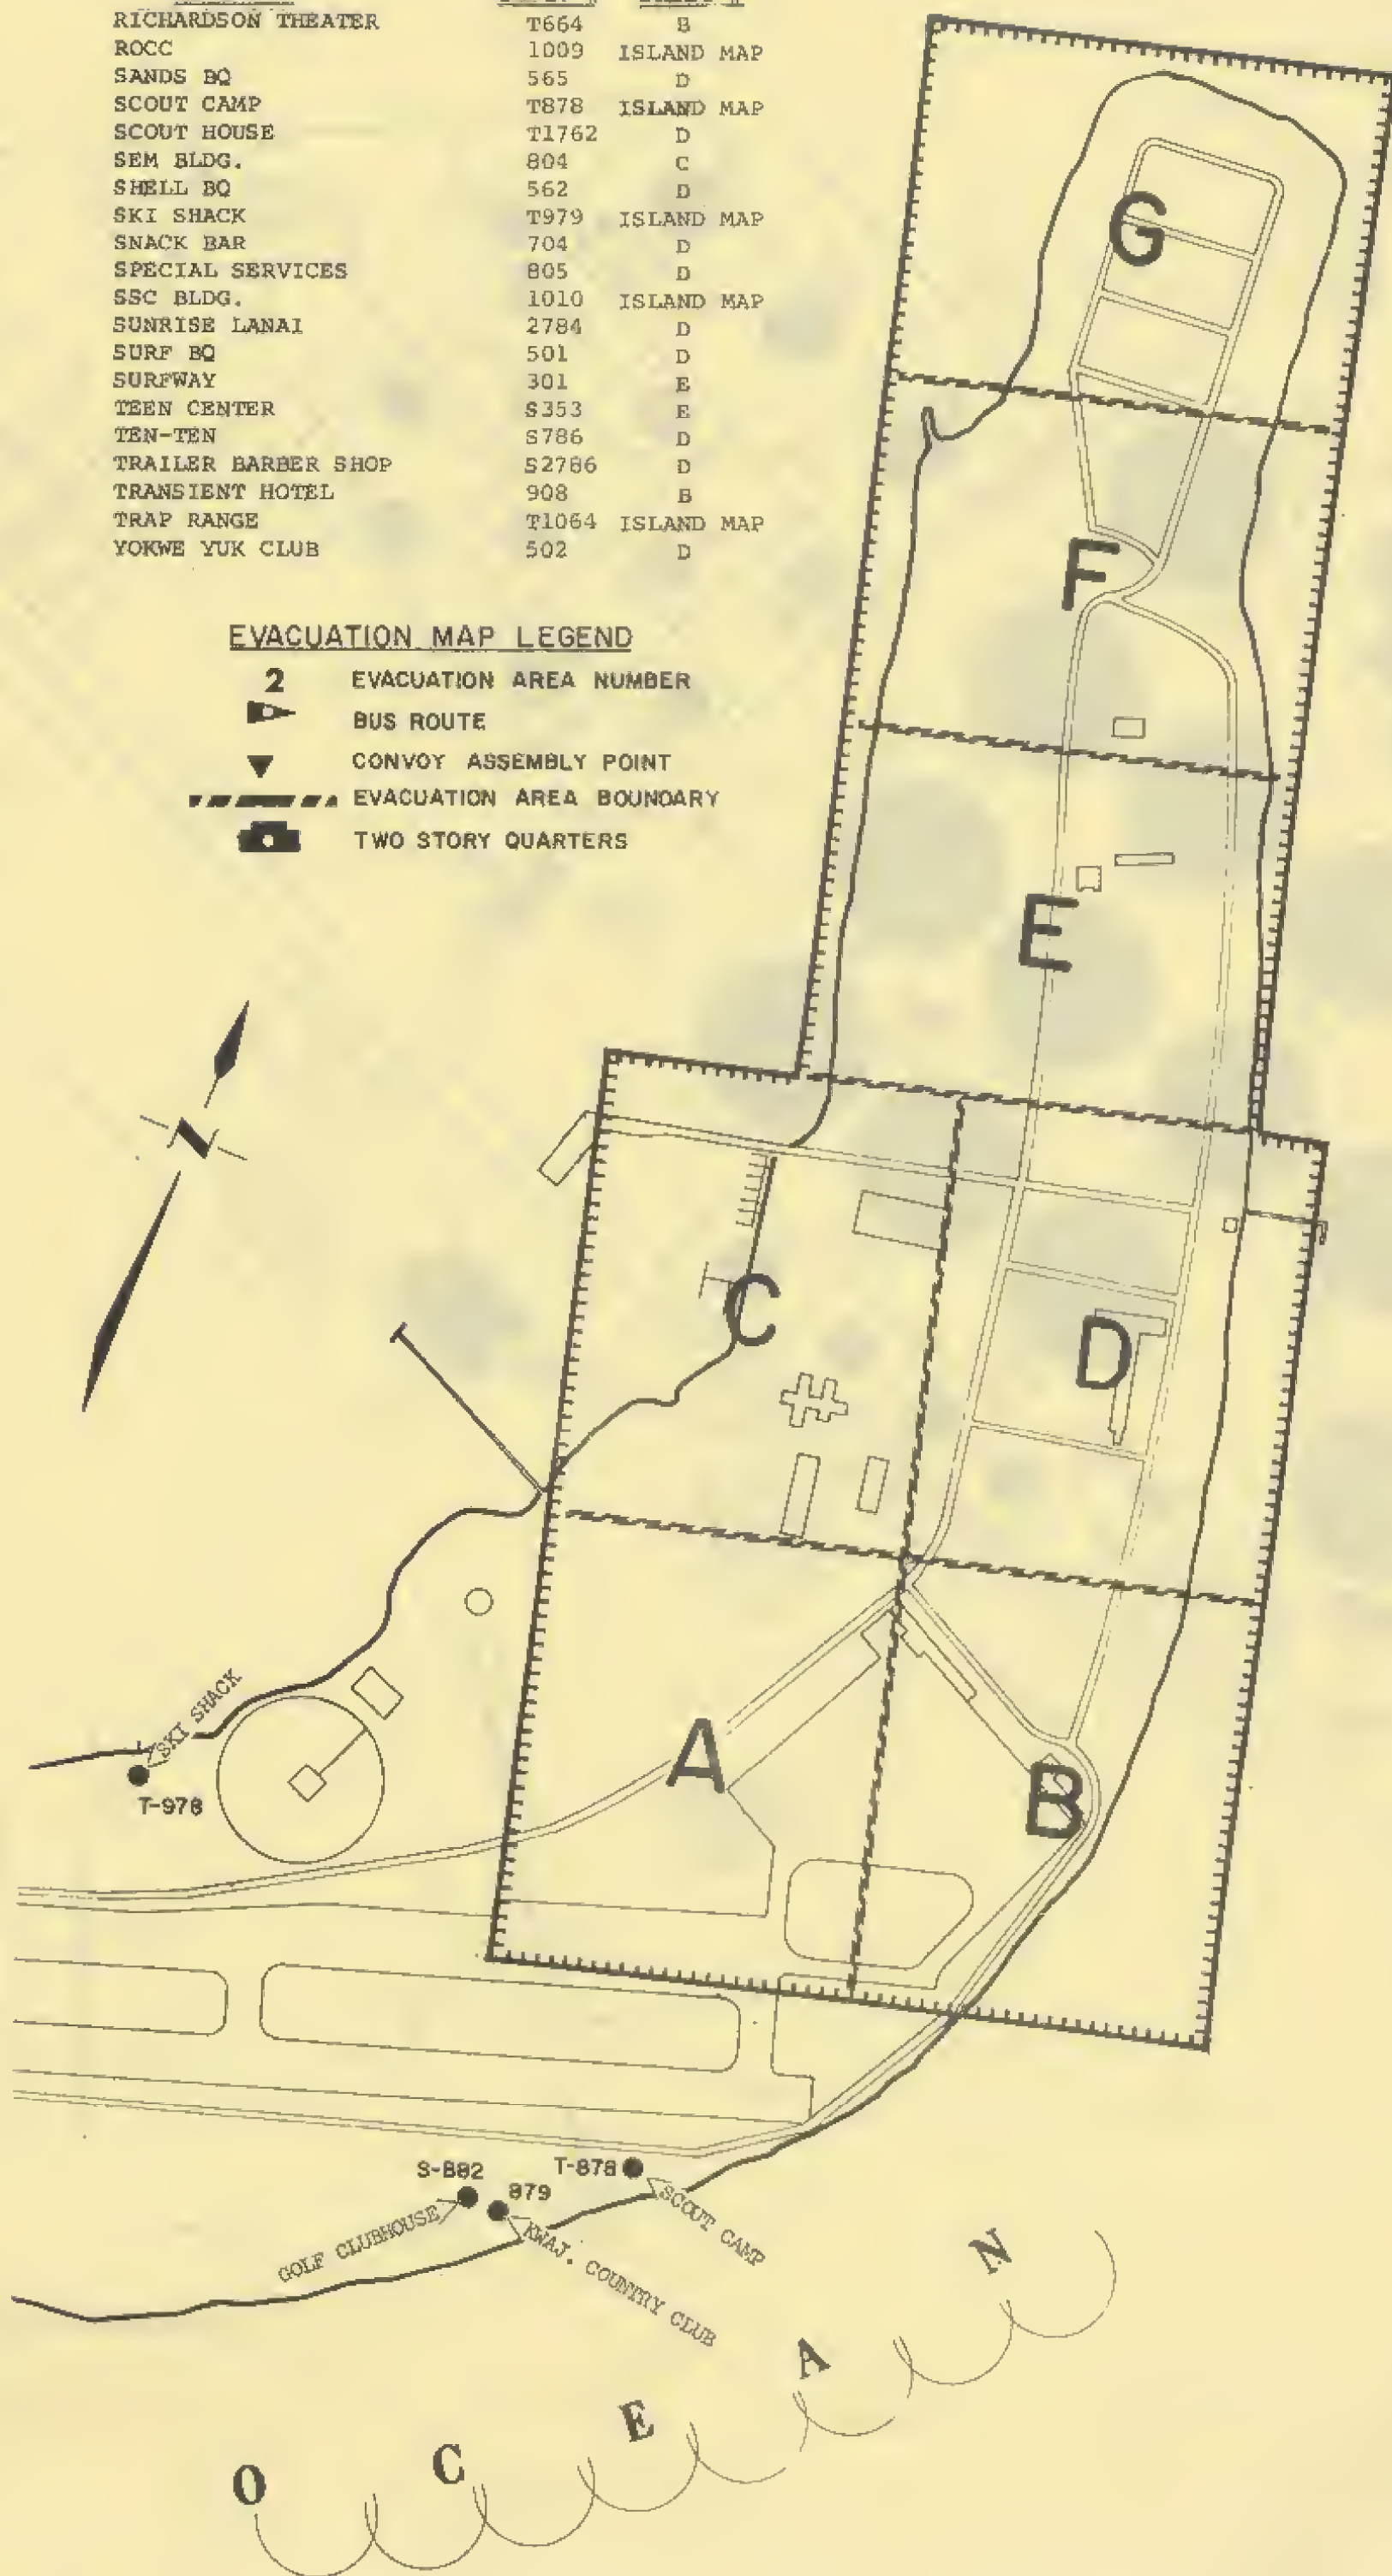 RICHARDSON THEATER T664 B
ROCC 1009 ISLAND MAP
SANDS BQ 565 D
SCOUT CAMP T878 ISLAND MAP
SCOUT HOUSE T1762 D
SEM BLDG. 804 C
SHELL BQ 562 D
SKI SHACK T979 ISLAND MAP
SNACK BAR 704 D
SPECIAL SERVICES 805 D
SSC BLDG. 1010 ISLAND MAP
SUNRISE LANAI 2784 D
SURF BQ 501 D
SURFWAY 301 E
TEEN CENTER S353 E
TEN-TEN S786 D
TRAILER BARBER SHOP S2786 D
TRANSIENT HOTEL 908 B
TRAP RANGE T1064 ISLAND MAP
YOKWE YUK CLUB 502 D
EVACUATION MAP LEGEND
2 EVACUATION AREA NUMBER
BUS ROUTE
CONVOY ASSEMBLY POINT
EVACUATION AREA BOUNDARY
TWO STORY QUARTERS
G
F
E
N
C
D
A
B
SKI SHACK
T-978
S-882
T-878
879
GOLF CLUBHOUSE
KWAJ. COUNTRY CLUB
SCOUT CAMP
OCEAN